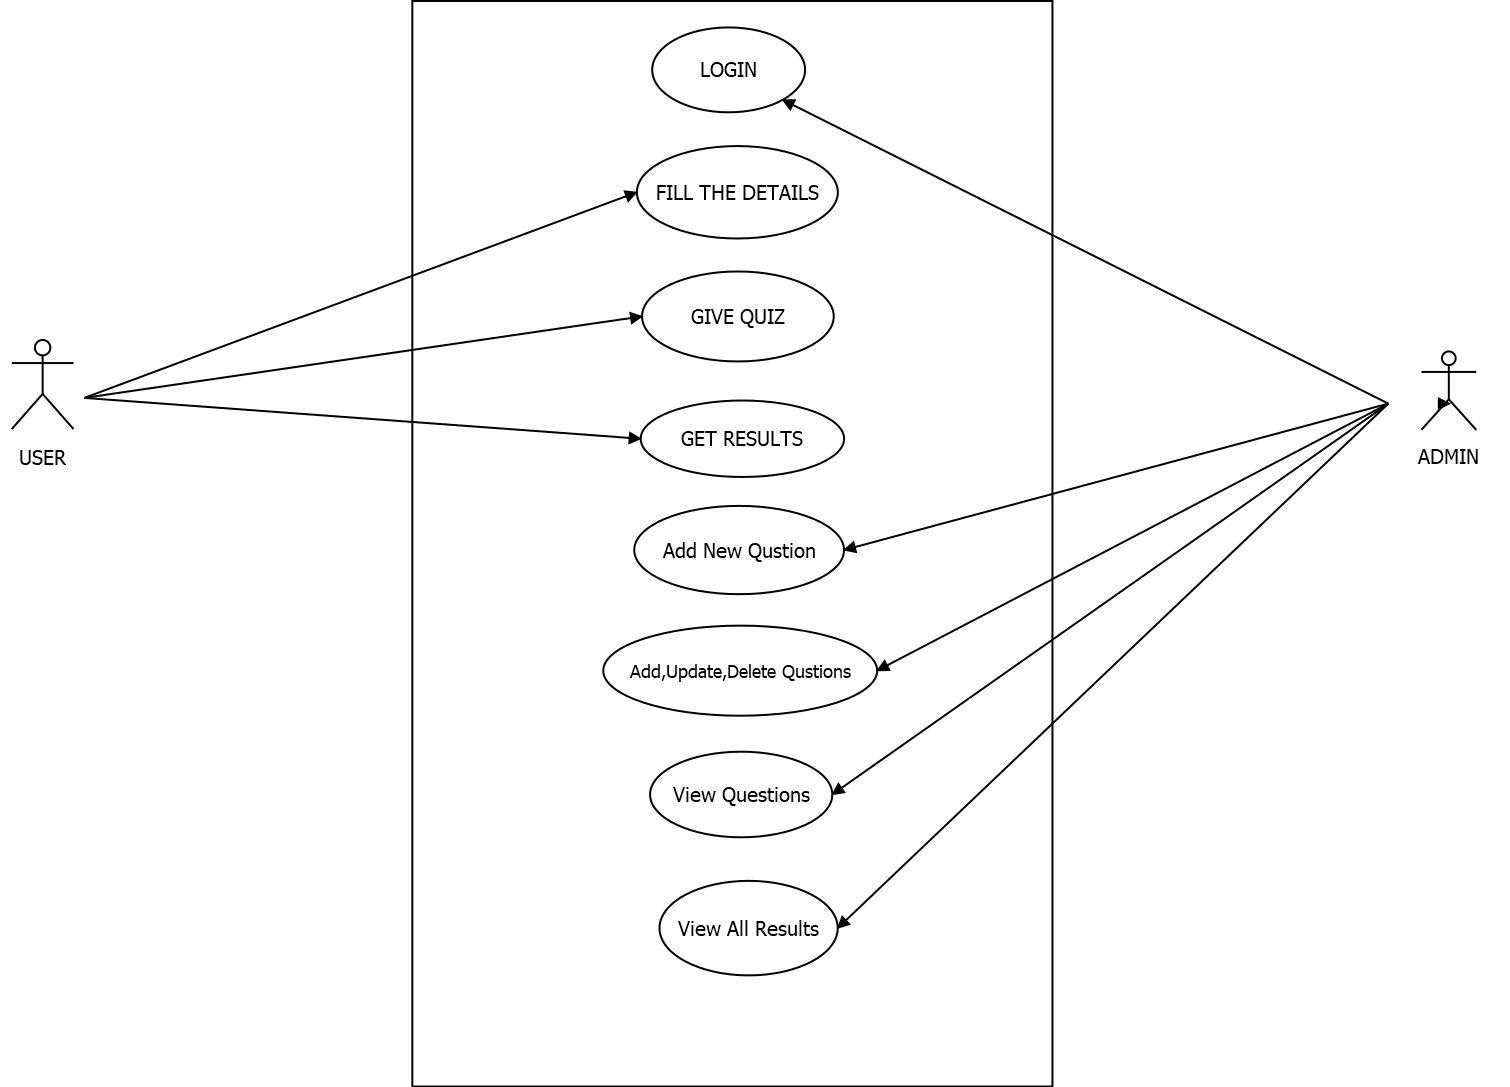 LOGIN
FILL THE DETAILS
GIVE QUIZ
GET RESULTS
USER
ADMIN
Add New Qustion
Add,Update,Delete Qustions
View Questions
View All Results